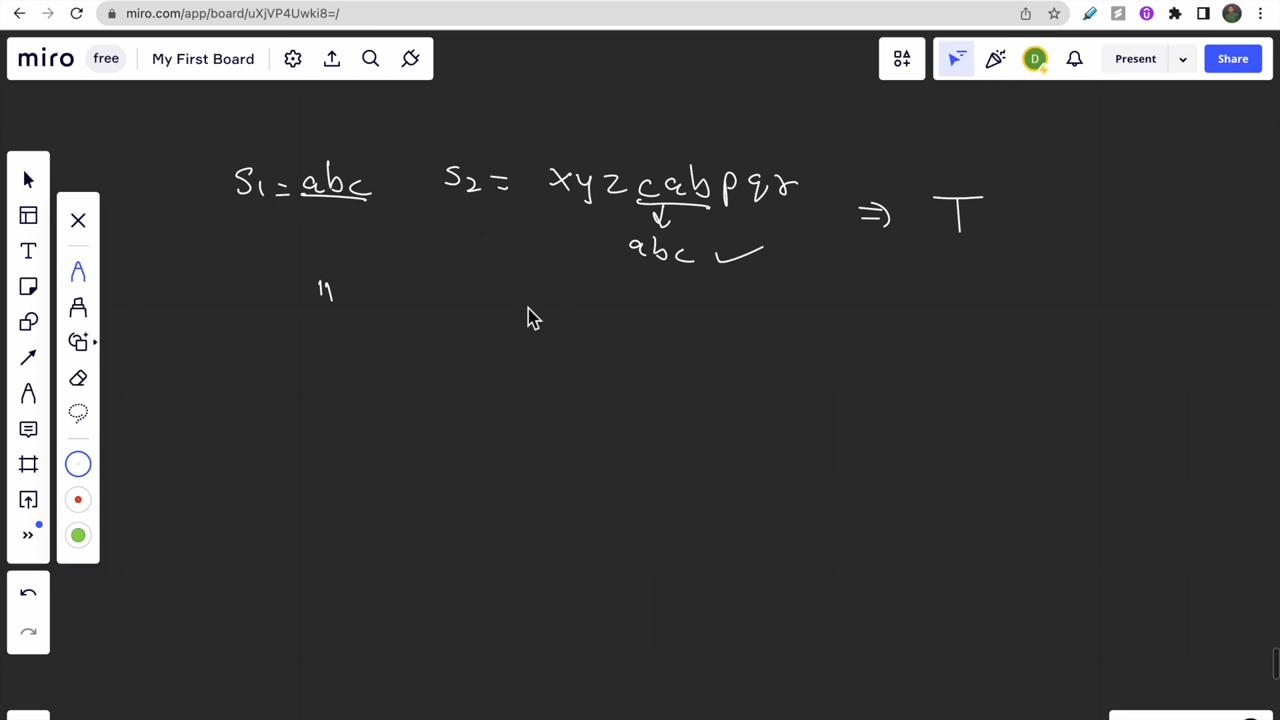 miro.com/app/board/uXjVP4Uwki8=/
miro free My First Board Present Share
D
S1 = abc S2 = xyzcabpqr ⇒ T
abc ✓
"
T